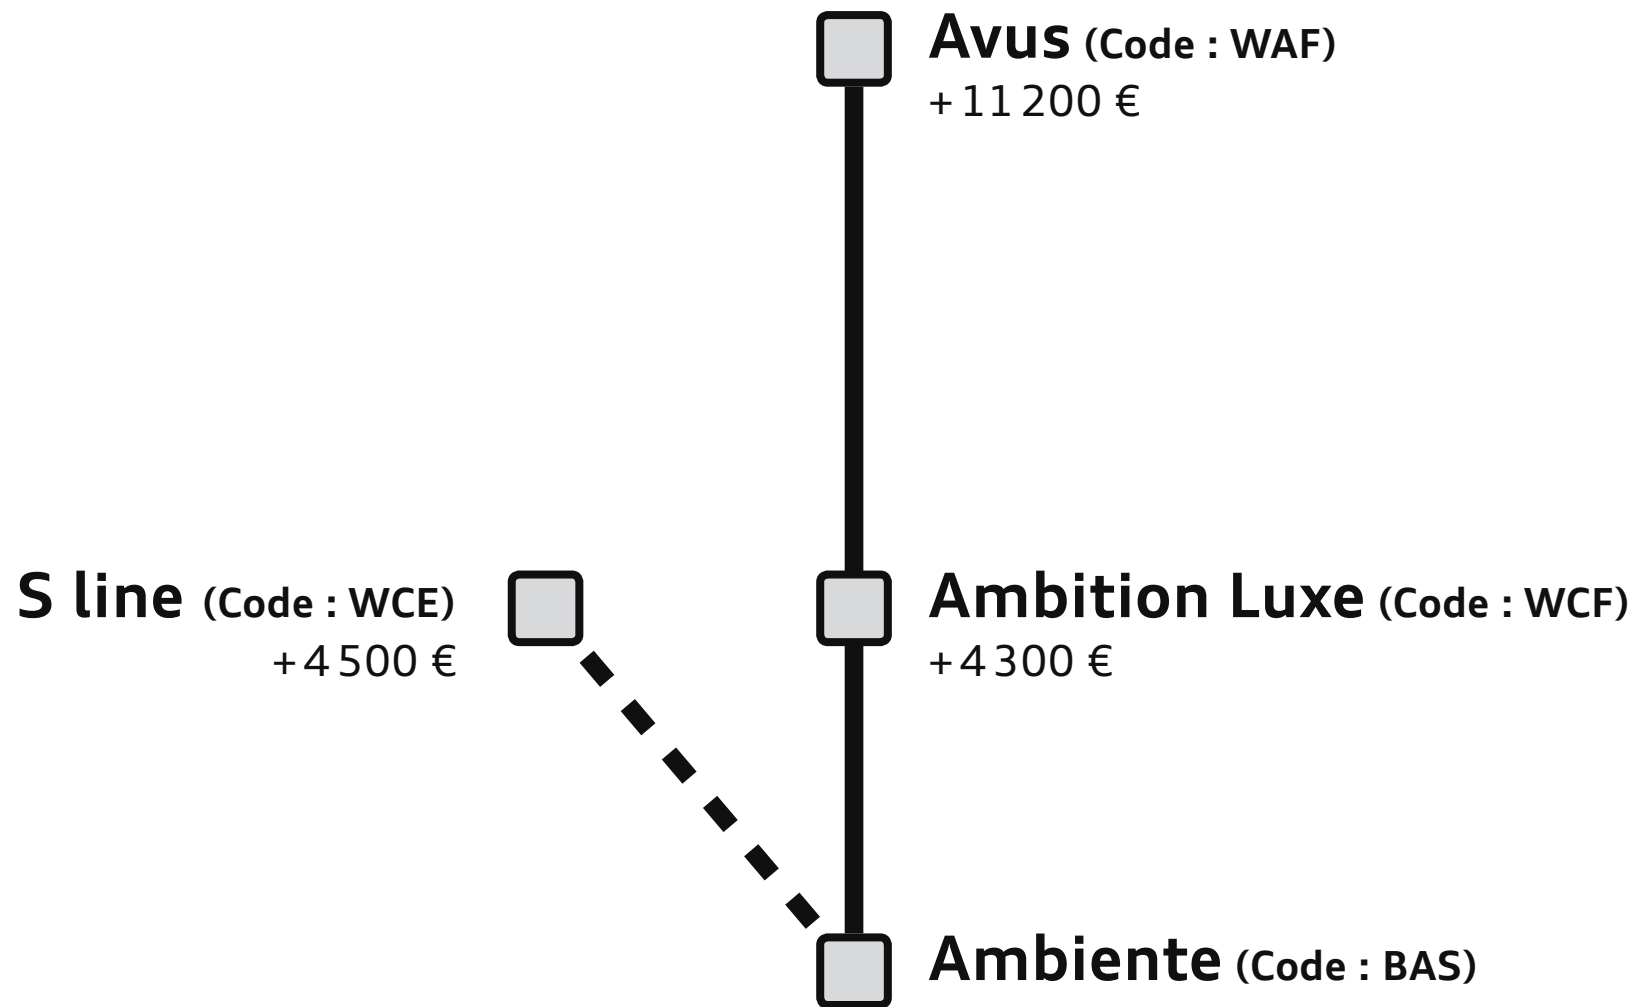 Avus (Code : WAF)
+11 200 €
S line (Code : WCE)
+4 500 €
Ambition Luxe (Code : WCF)
+4 300 €
Ambiente (Code : BAS)